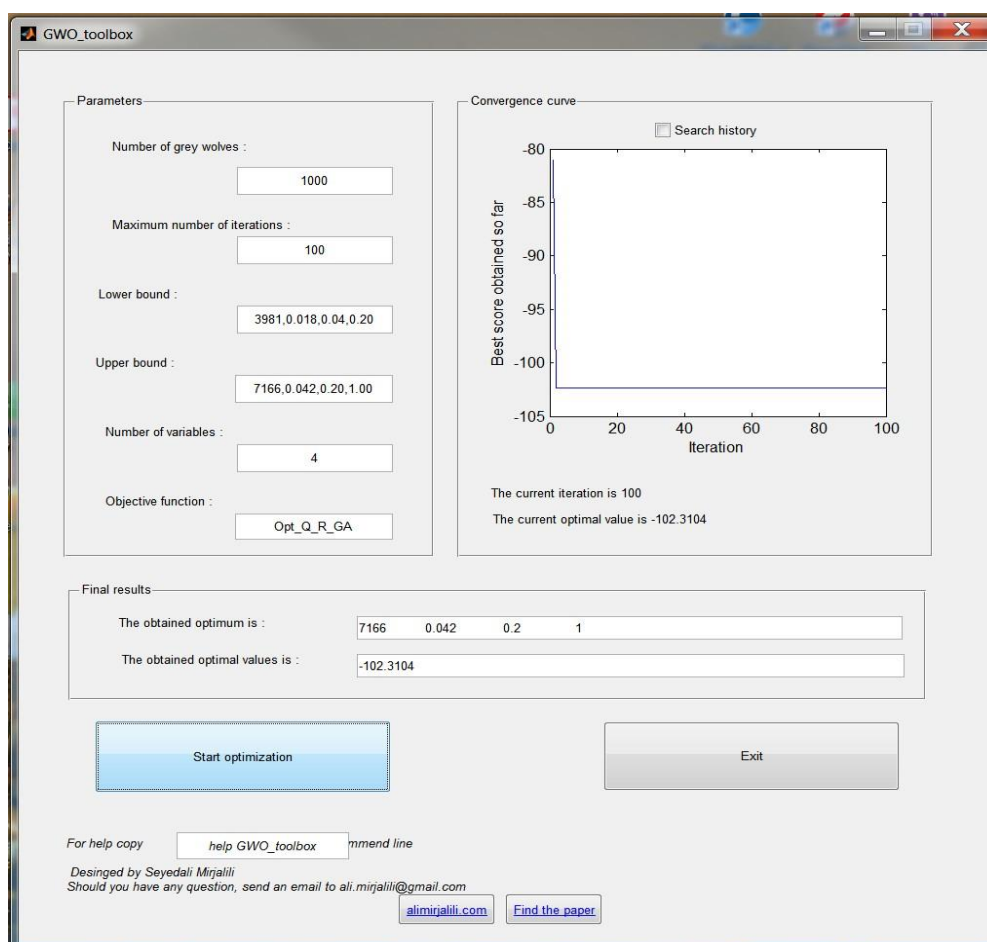 GWO_toolbox
Parameters
Number of grey wolves :
1000
Maximum number of iterations :
100
Lower bound :
3981,0.018,0.04,0.20
Upper bound :
7166,0.042,0.20,1.00
Number of variables :
4
Objective function :
Opt_Q_R_GA
Convergence curve
Search history
Best score obtained so far
-80
-85
-90
-95
-100
-105
0 20 40 60 80 100
Iteration
The current iteration is 100
The current optimal value is -102.3104
Final results
The obtained optimum is :
7166 0.042 0.2 1
The obtained optimal values is :
-102.3104
Start optimization
Exit
For help copy help GWO_toolbox mmend line
Desinged by Seyedali Mirjalili
Should you have any question, send an email to ali.mirjalili@gmail.com
alimirjalili.com
Find the paper